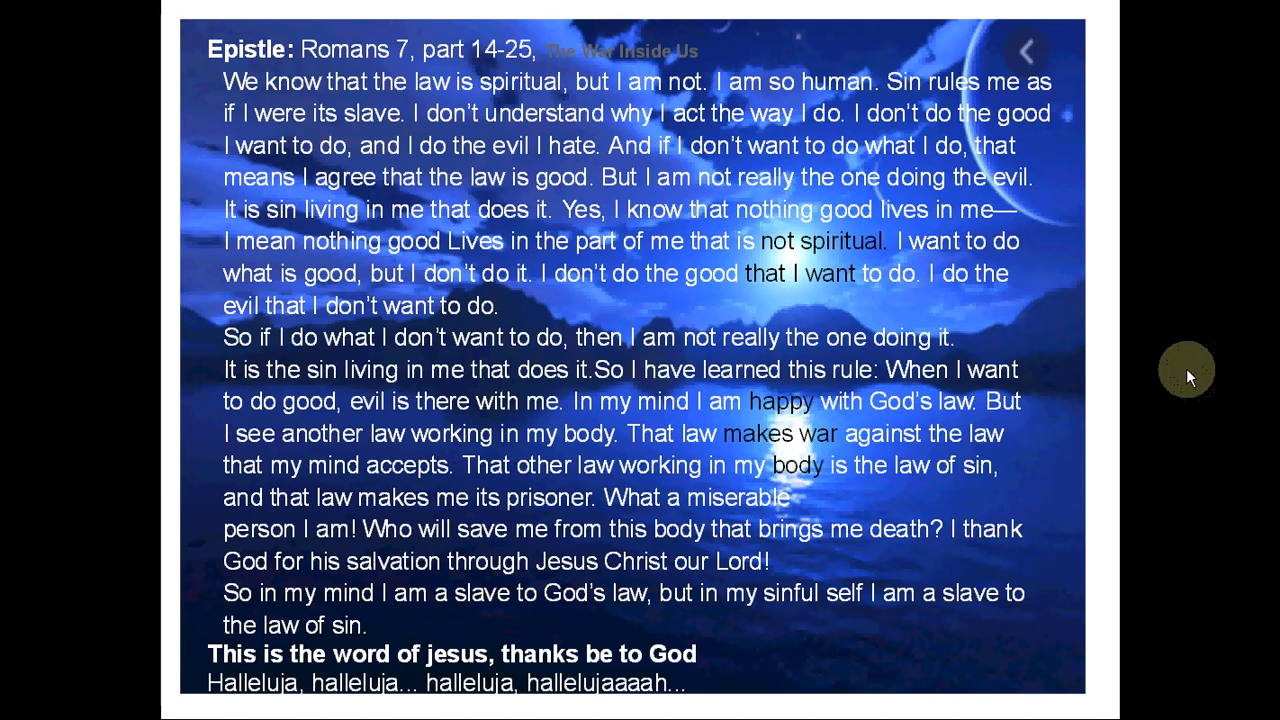 Epistle: Romans 7, part 14-25, The War Inside Us
We know that the law is spiritual, but I am not. I am so human. Sin rules me as
if I were its slave. I don’t understand why I act the way I do. I don’t do the good
I want to do, and I do the evil I hate. And if I don’t want to do what I do, that
means I agree that the law is good. But I am not really the one doing the evil.
It is sin living in me that does it. Yes, I know that nothing good lives in me—
I mean nothing good Lives in the part of me that is not spiritual. I want to do
what is good, but I don’t do it. I don’t do the good that I want to do. I do the
evil that I don’t want to do.
So if I do what I don’t want to do, then I am not really the one doing it.
It is the sin living in me that does it.So I have learned this rule: When I want
to do good, evil is there with me. In my mind I am happy with God’s law. But
I see another law working in my body. That law makes war against the law
that my mind accepts. That other law working in my body is the law of sin,
and that law makes me its prisoner. What a miserable
person I am! Who will save me from this body that brings me death? I thank
God for his salvation through Jesus Christ our Lord!
So in my mind I am a slave to God’s law, but in my sinful self I am a slave to
the law of sin.
This is the word of jesus, thanks be to God
Halleluja, halleluja... halleluja, hallelujaaaah...